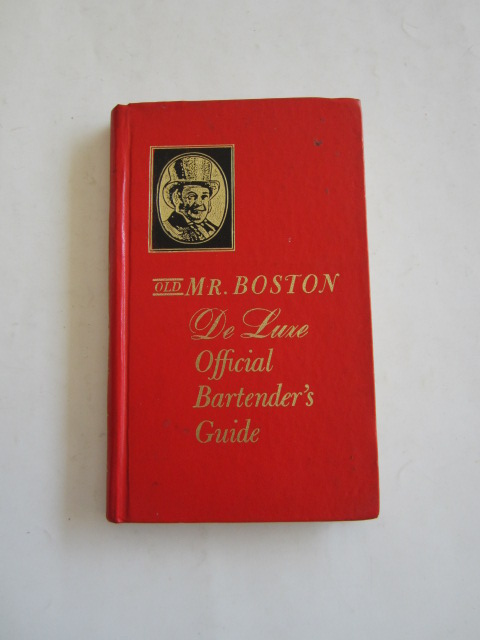 OLD MR. BOSTON
De Luxe
Official
Bartender's
Guide